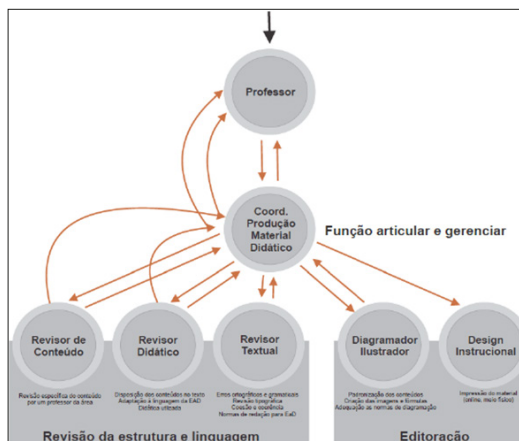 Professor
Coord.
Produção
Material
Didático
Função articular e gerenciar
Revisor de
Conteúdo
Revisor
Didático
Revisor
Textual
Diagramador
Ilustrador
Design
Instrucional
Revisão específica do conteúdo
por um professor da área
Disposição dos conteúdos no texto
Adaptação à linguagem da EAD
Didática utilizada
Erros ortográficos e gramaticais
Revisão tipográfica
Coesão e coerência
Normas de redação para EaD
Padronização dos conteúdos
Criação das imagens e fórmulas
Adequação as normas de diagramação
Impressão do material
(online, meio físico)
Revisão da estrutura e linguagem
Editoração